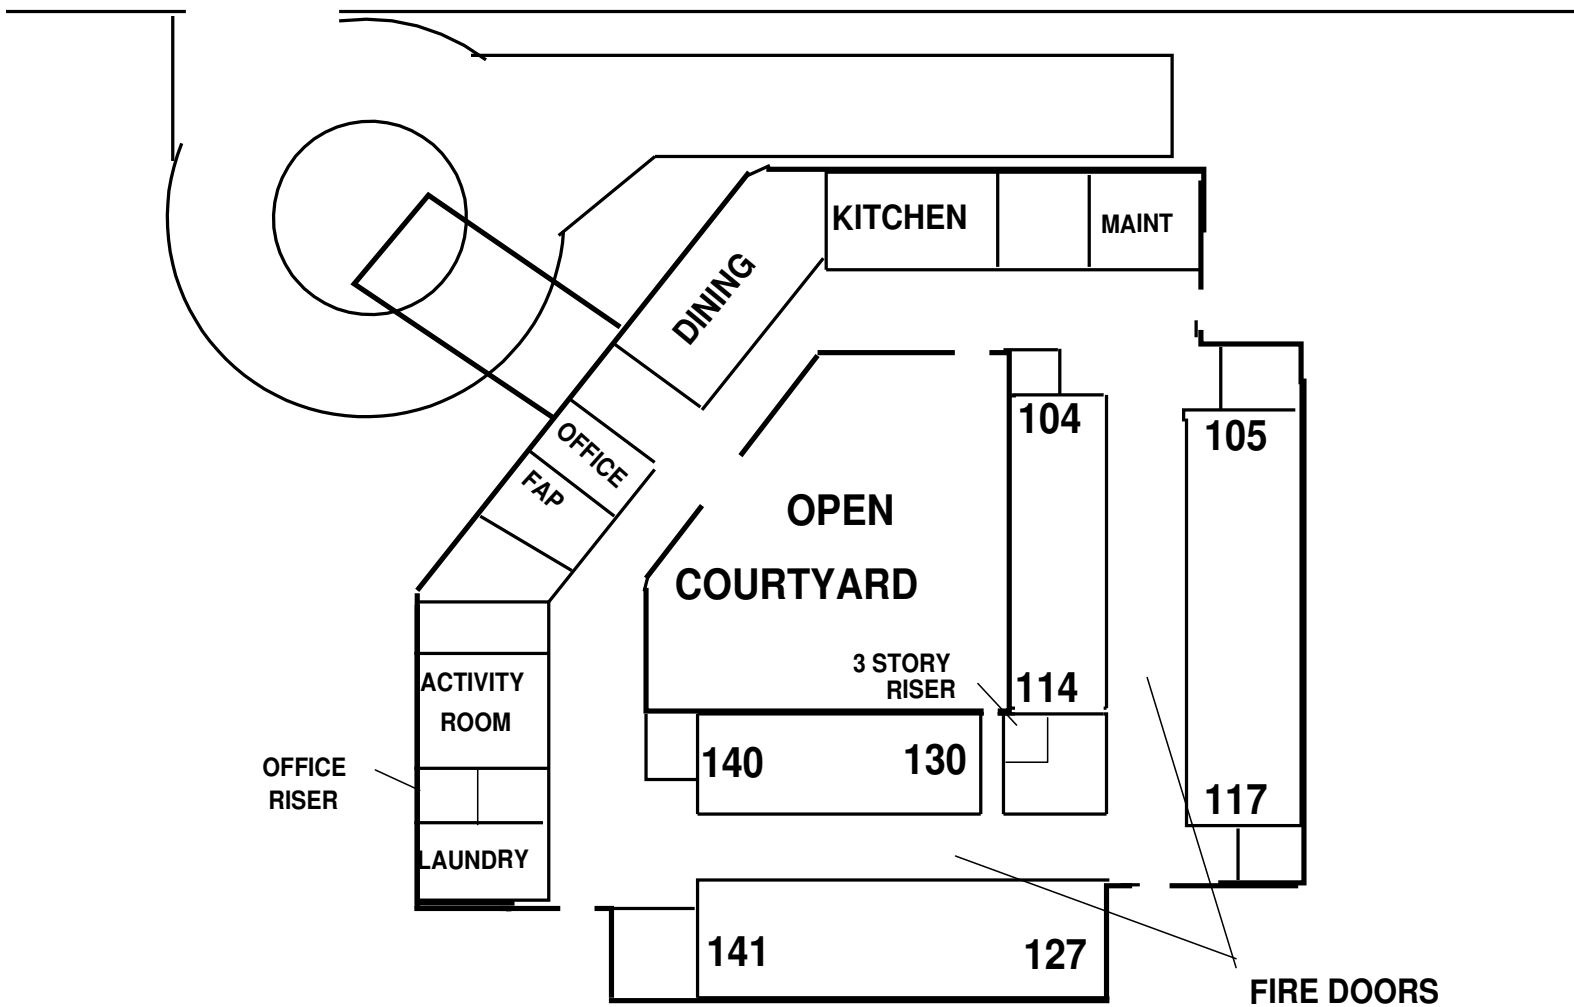 KITCHEN
MAINT
DINING
104
105
OFFICE
FAP
OPEN
COURTYARD
3 STORY
RISER
114
ACTIVITY
ROOM
140
130
OFFICE
RISER
117
LAUNDRY
141
127
FIRE DOORS